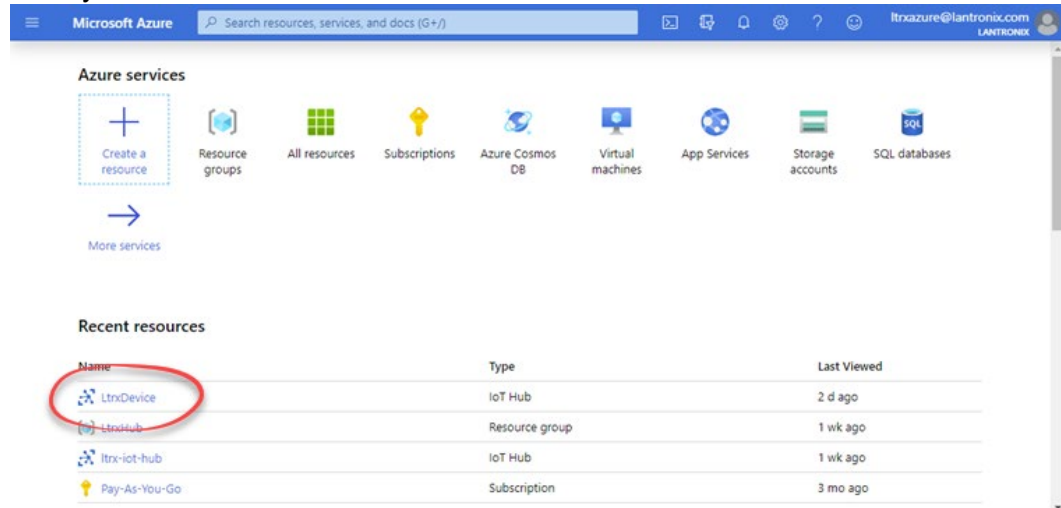 Microsoft Azure
Search resources, services, and docs (G+/)
ltrxazure@lantronix.com
LANTRONIX
Azure services
Create a resource
Resource groups
All resources
Subscriptions
Azure Cosmos DB
Virtual machines
App Services
Storage accounts
SQL
SQL databases
More services
Recent resources
Name Type Last Viewed
LtrxDevice IoT Hub 2 d ago
LtrxHub Resource group 1 wk ago
ltrx-iot-hub IoT Hub 1 wk ago
Pay-As-You-Go Subscription 3 mo ago